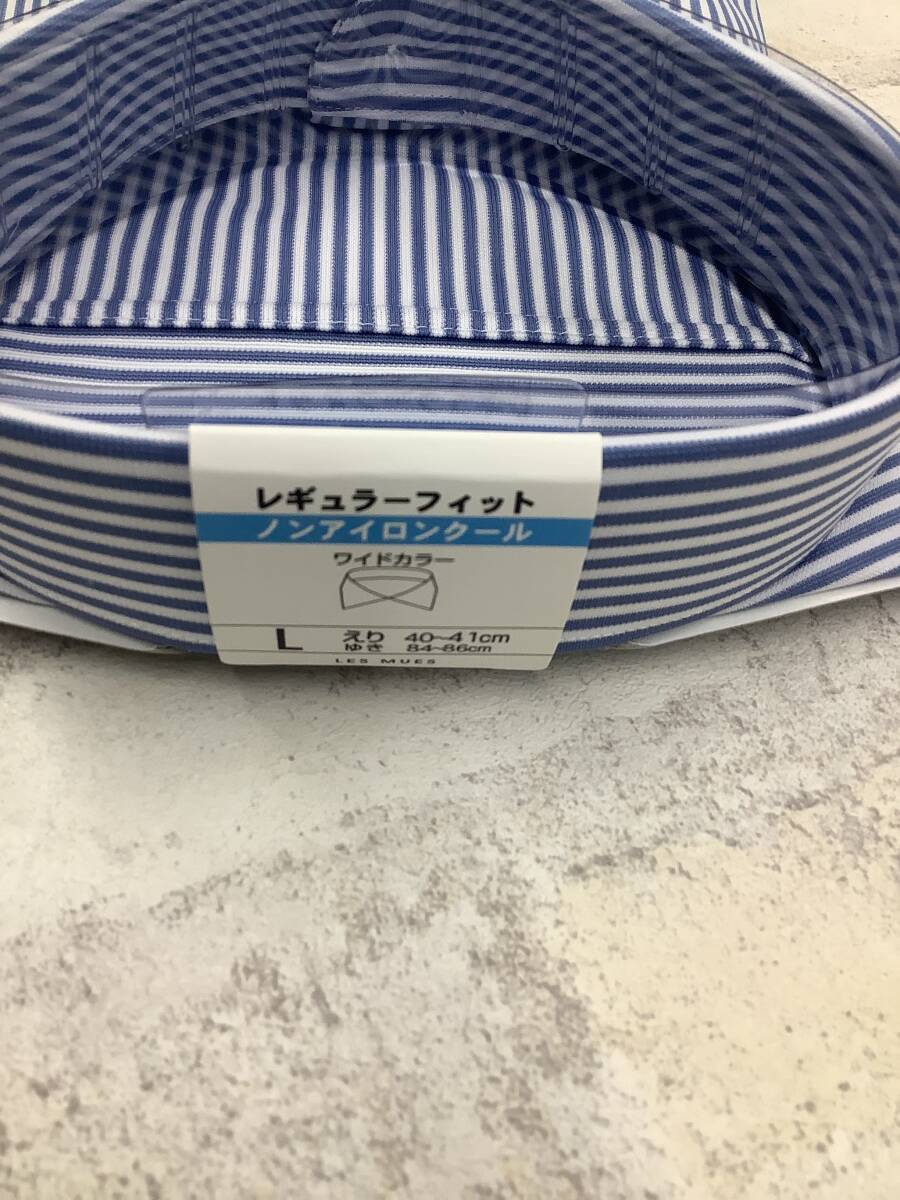 レギュラーフィット
ノンアイロンクール
ワイドカラー
L えり 40~41cm
ゆき 84~86cm
LES MUES